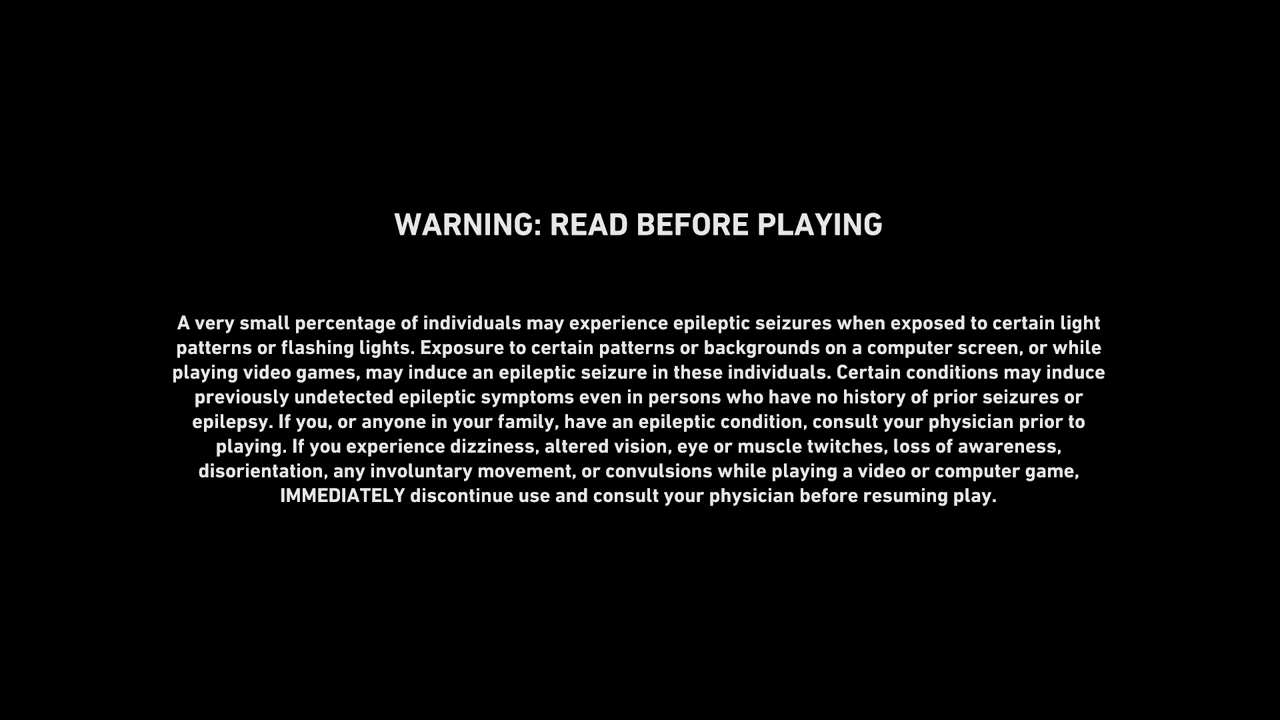 WARNING: READ BEFORE PLAYING
A very small percentage of individuals may experience epileptic seizures when exposed to certain light
patterns or flashing lights. Exposure to certain patterns or backgrounds on a computer screen, or while
playing video games, may induce an epileptic seizure in these individuals. Certain conditions may induce
previously undetected epileptic symptoms even in persons who have no history of prior seizures or
epilepsy. If you, or anyone in your family, have an epileptic condition, consult your physician prior to
playing. If you experience dizziness, altered vision, eye or muscle twitches, loss of awareness,
disorientation, any involuntary movement, or convulsions while playing a video or computer game,
IMMEDIATELY discontinue use and consult your physician before resuming play.